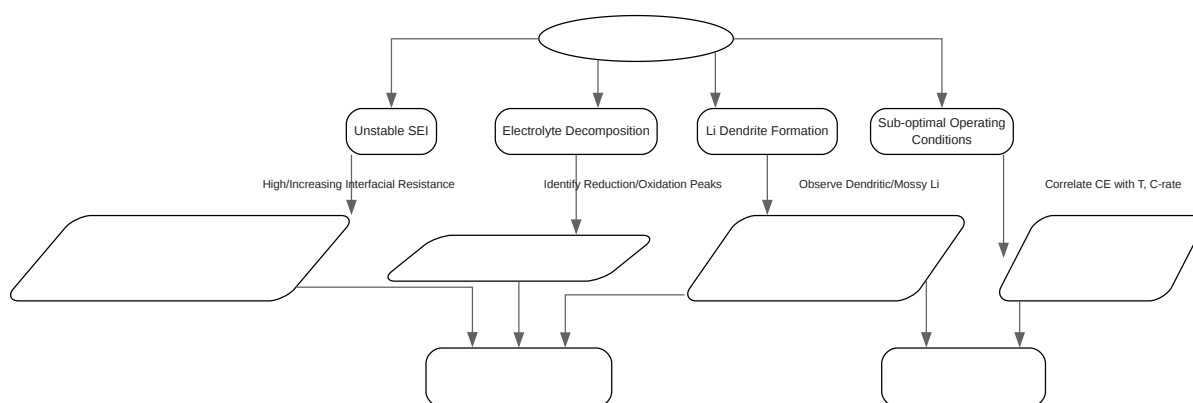 Unstable SEI
Electrolyte Decomposition
Li Dendrite Formation
Sub-optimal Operating
Conditions
High/Increasing Interfacial Resistance
Identify Reduction/Oxidation Peaks
Observe Dendritic/Mossy Li
Correlate CE with T, C-rate